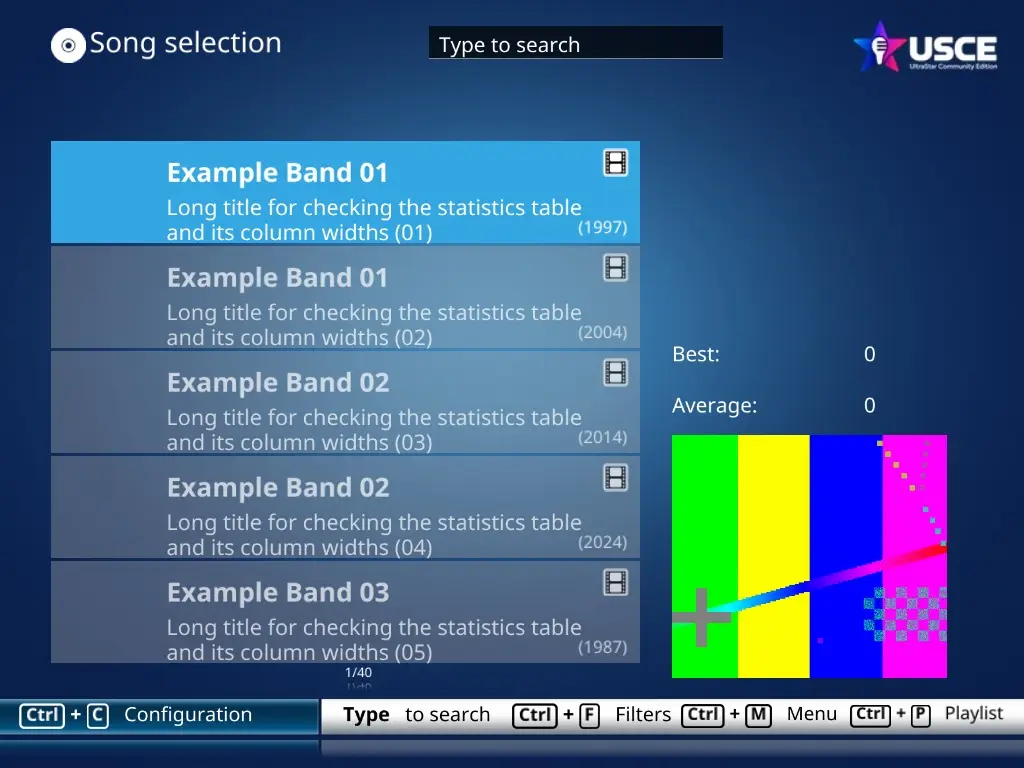 Song selection
Type to search
USCE
UltraStar Community Edition
Example Band 01
Long title for checking the statistics table
and its column widths (01)
(1997)
Example Band 01
Long title for checking the statistics table
and its column widths (02)
(2004)
Example Band 02
Long title for checking the statistics table
and its column widths (03)
(2014)
Example Band 02
Long title for checking the statistics table
and its column widths (04)
(2024)
Example Band 03
Long title for checking the statistics table
and its column widths (05)
(1987)
1/40
Best: 0
Average: 0
Ctrl + C Configuration
Type to search Ctrl + F Filters Ctrl + M Menu Ctrl + P Playlist